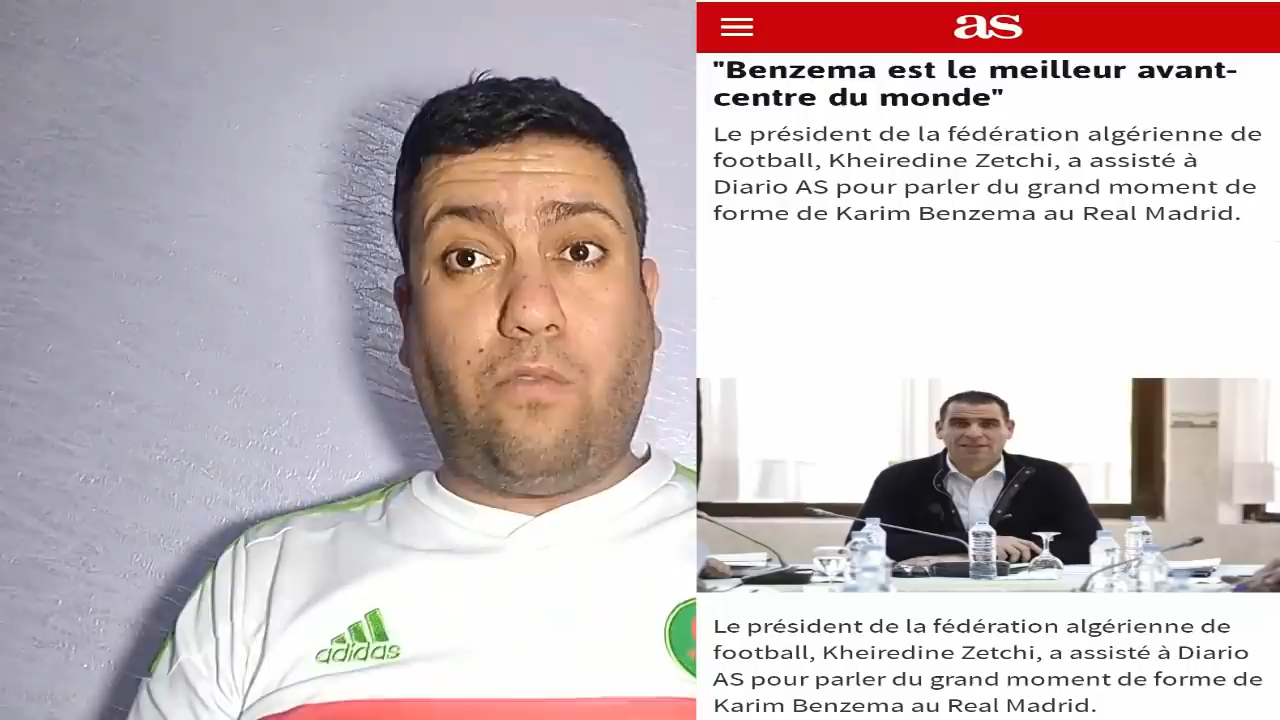 as
"Benzema est le meilleur avant-
centre du monde"
Le président de la fédération algérienne de
football, Kheiredine Zetchi, a assisté à
Diario AS pour parler du grand moment de
forme de Karim Benzema au Real Madrid.
adidas
Le président de la fédération algérienne de
football, Kheiredine Zetchi, a assisté à Diario
AS pour parler du grand moment de forme de
Karim Benzema au Real Madrid.